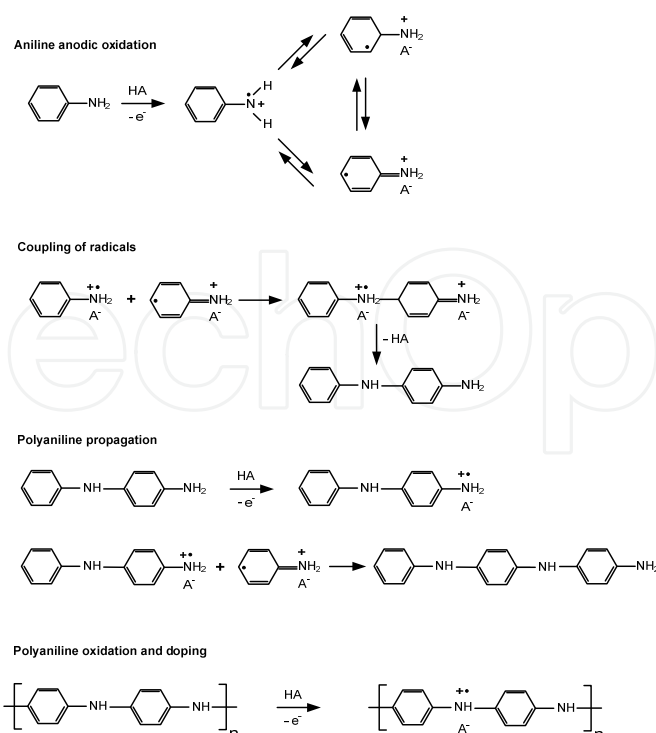 Aniline anodic oxidation
NH2
HA
- e-
N
+
H
H
+
NH2
A-
+
NH2
A-
Coupling of radicals
+•
NH2
A-
+
+
NH2
A-
+•
NH2
A-
+
NH2
A-
- HA
NH
NH2
Polyaniline propagation
NH
NH2
HA
- e-
NH
+•
NH2
A-
NH
+•
NH2
A-
+
+
NH2
A-
NH
NH
NH2
Polyaniline oxidation and doping
NH
NH
n
HA
- e-
+•
NH
A-
NH
n
echOp